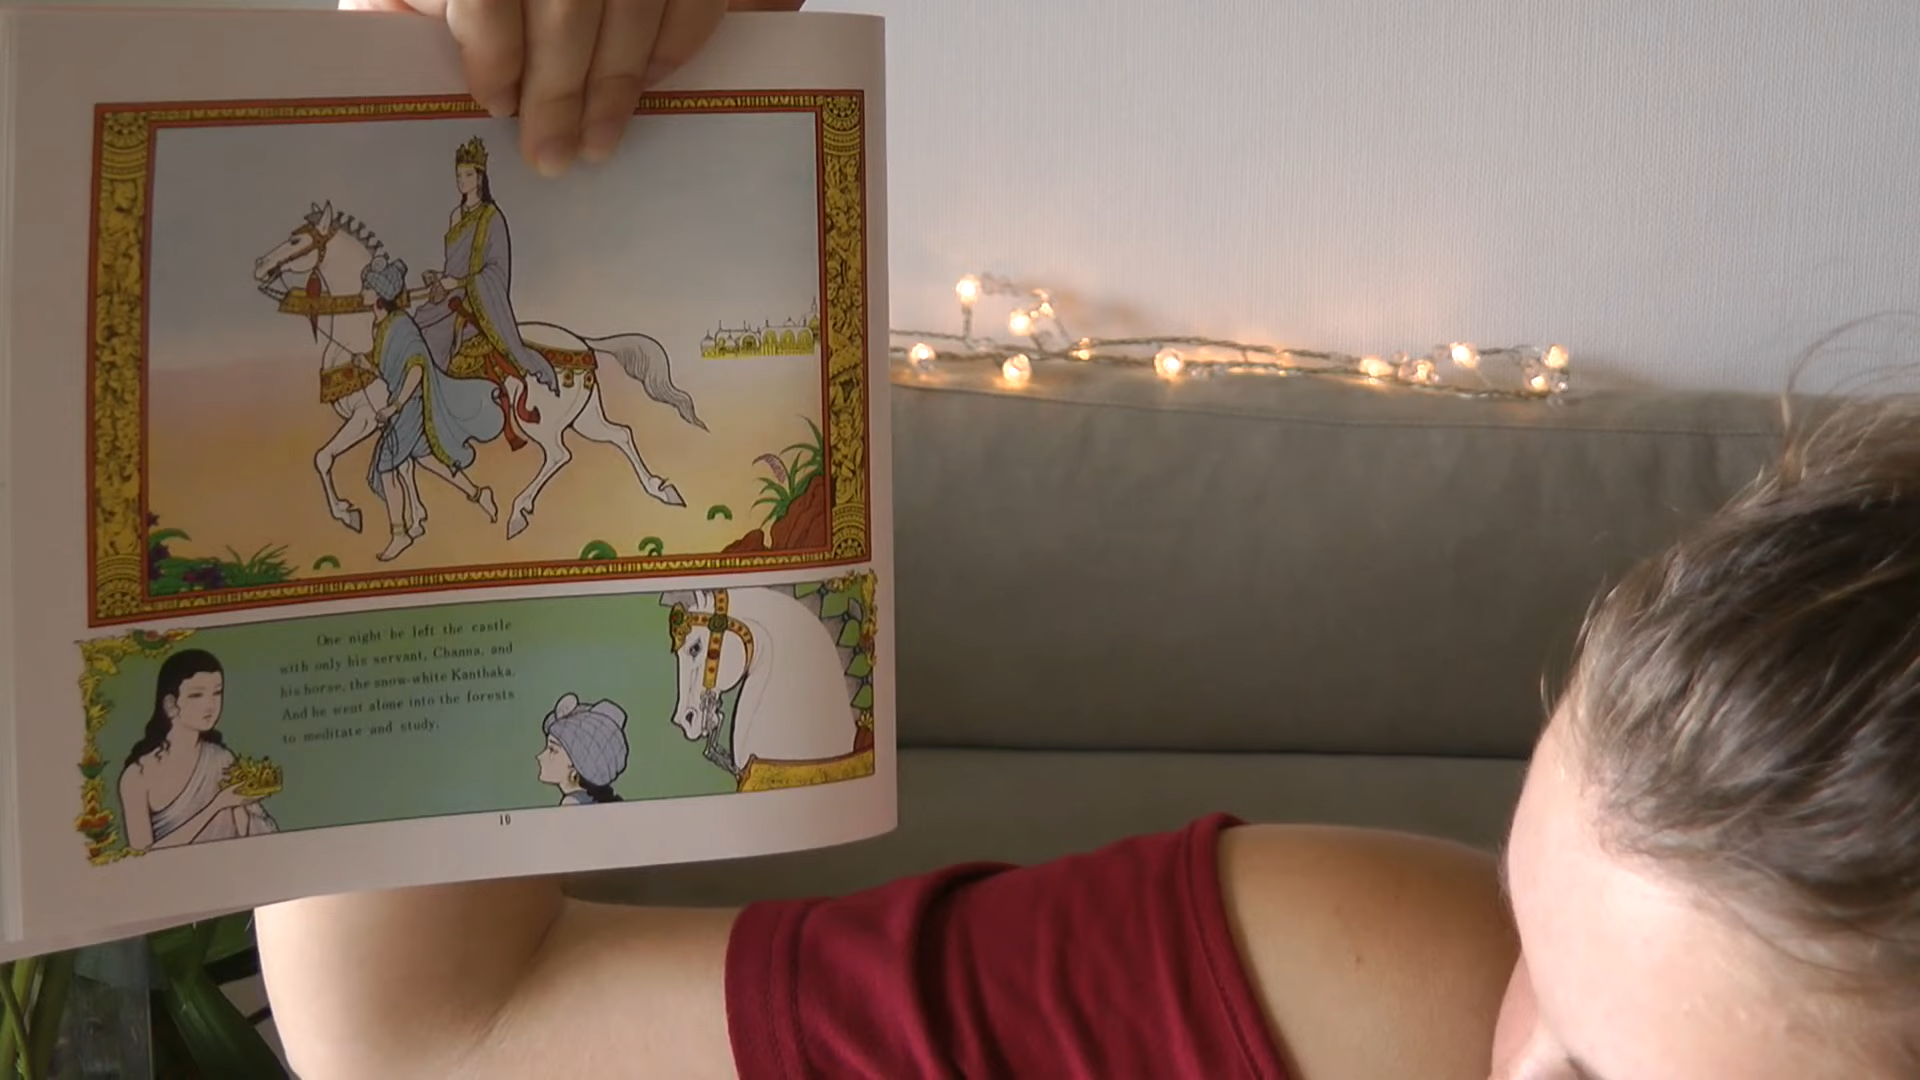 One night he left the castle
with only his servant, Channa, and
his horse, the snow-white Kanthaka.
And he went alone into the forests
to meditate and study.
10